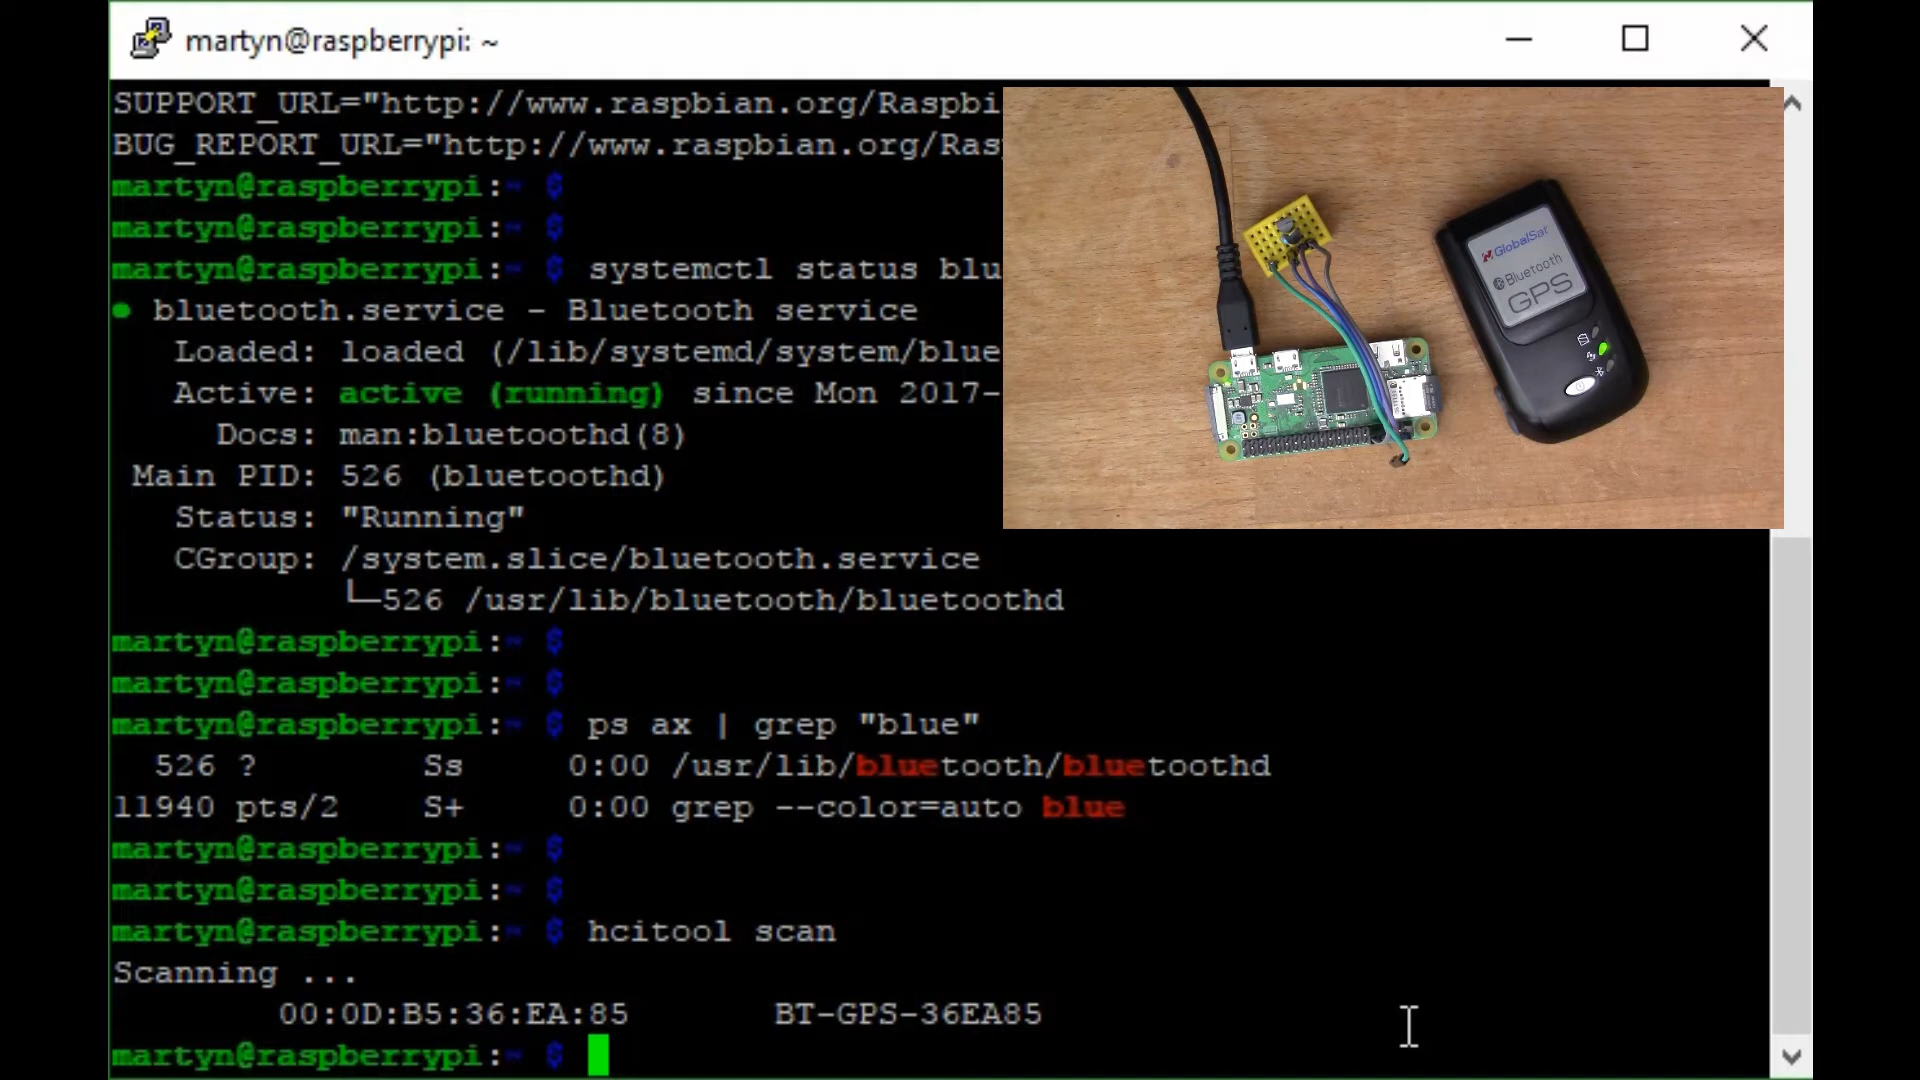 martyn@raspberrypi: ~
SUPPORT_URL="http://www.raspbian.org/Raspbi
BUG_REPORT_URL="http://www.raspbian.org/Ras
martyn@raspberrypi:~ $
martyn@raspberrypi:~ $
martyn@raspberrypi:~ $ systemctl status blu
● bluetooth.service - Bluetooth service
Loaded: loaded (/lib/systemd/system/blue
Active: active (running) since Mon 2017-
Docs: man:bluetoothd(8)
Main PID: 526 (bluetoothd)
Status: "Running"
CGroup: /system.slice/bluetooth.service
└─526 /usr/lib/bluetooth/bluetoothd
martyn@raspberrypi:~ $
martyn@raspberrypi:~ $
martyn@raspberrypi:~ $ ps ax | grep "blue"
526 ? Ss 0:00 /usr/lib/bluetooth/bluetoothd
11940 pts/2 S+ 0:00 grep --color=auto blue
martyn@raspberrypi:~ $
martyn@raspberrypi:~ $
martyn@raspberrypi:~ $ hcitool scan
Scanning ...
00:0D:B5:36:EA:85 BT-GPS-36EA85
martyn@raspberrypi:~ $
GlobalSat
Bluetooth
GPS